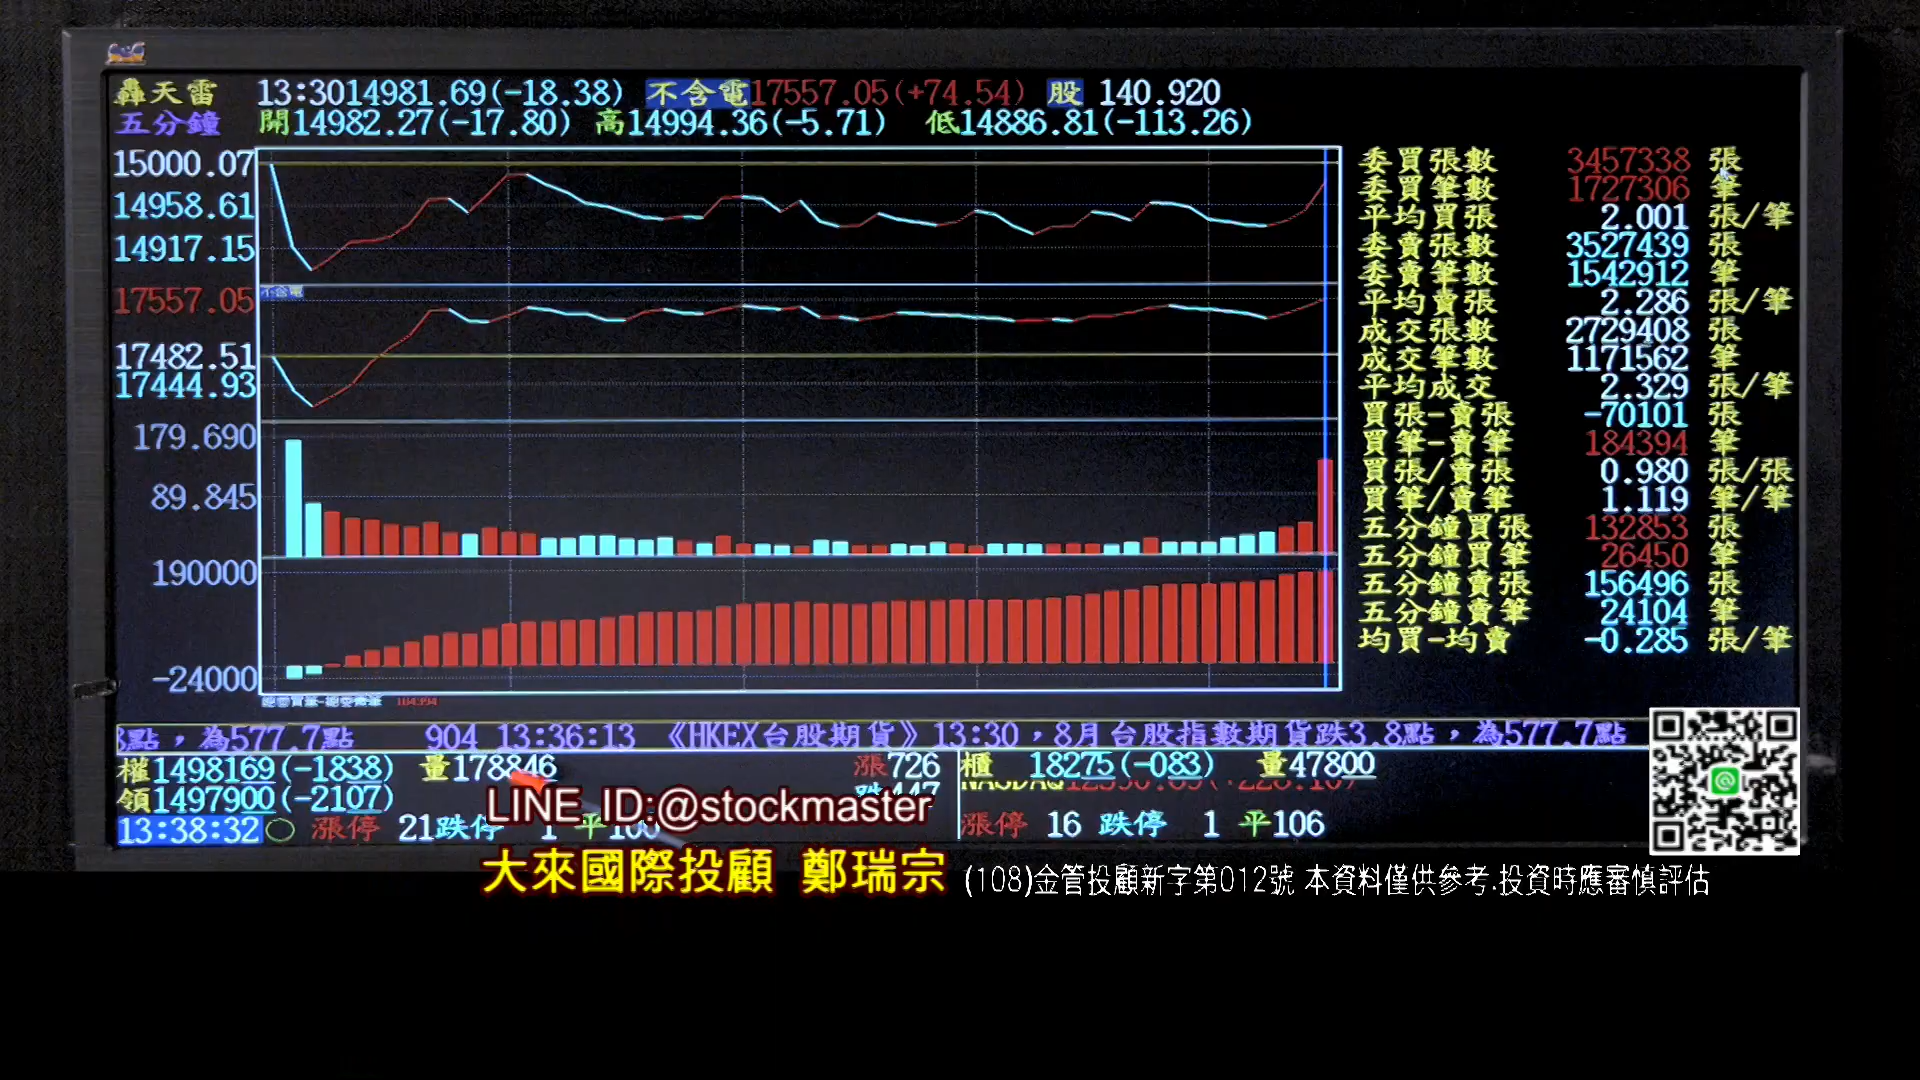 轟天雷 13:30 14981.69(-18.38) 不含電 17557.05(+74.54) 股 140.920
五分鐘 開14982.27(-17.80) 高14994.36(-5.71) 低14886.81(-113.26)
15000.07
14958.61
14917.15
不含電
17557.05
17482.51
17444.93
179.690
89.845
190000
-24000
委買張數 3457338 張
委買筆數 1727306 筆
平均買張 2.001 張/筆
委賣張數 3527439 張
委賣筆數 1542912 筆
平均賣張 2.286 張/筆
成交張數 2729408 張
成交筆數 1171562 筆
平均成交 2.329 張/筆
買張-賣張 -70101 張
買筆-賣筆 184394 筆
買張/賣張 0.980 張/張
買筆/賣筆 1.119 筆/筆
五分鐘買張 132853 張
五分鐘買筆 26450 筆
五分鐘賣張 156496 張
五分鐘賣筆 24104 筆
均買-均賣 -0.285 張/筆
點，為577.7點 904 13:36:13 《HKEX台股期貨》13:30，8月台股指數期貨跌3.8點，為577.7點
權1498169(-1838) 量178846 漲726 櫃 18275(-083) 量47800
領1497900(-2107) 跌447
13:38:32 漲停 21 跌停 1 平 漲停 16 跌停 1 平106
LINE ID:@stockmaster
大來國際投顧 鄭瑞宗 (108)金管投顧新字第012號 本資料僅供參考.投資時應審慎評估